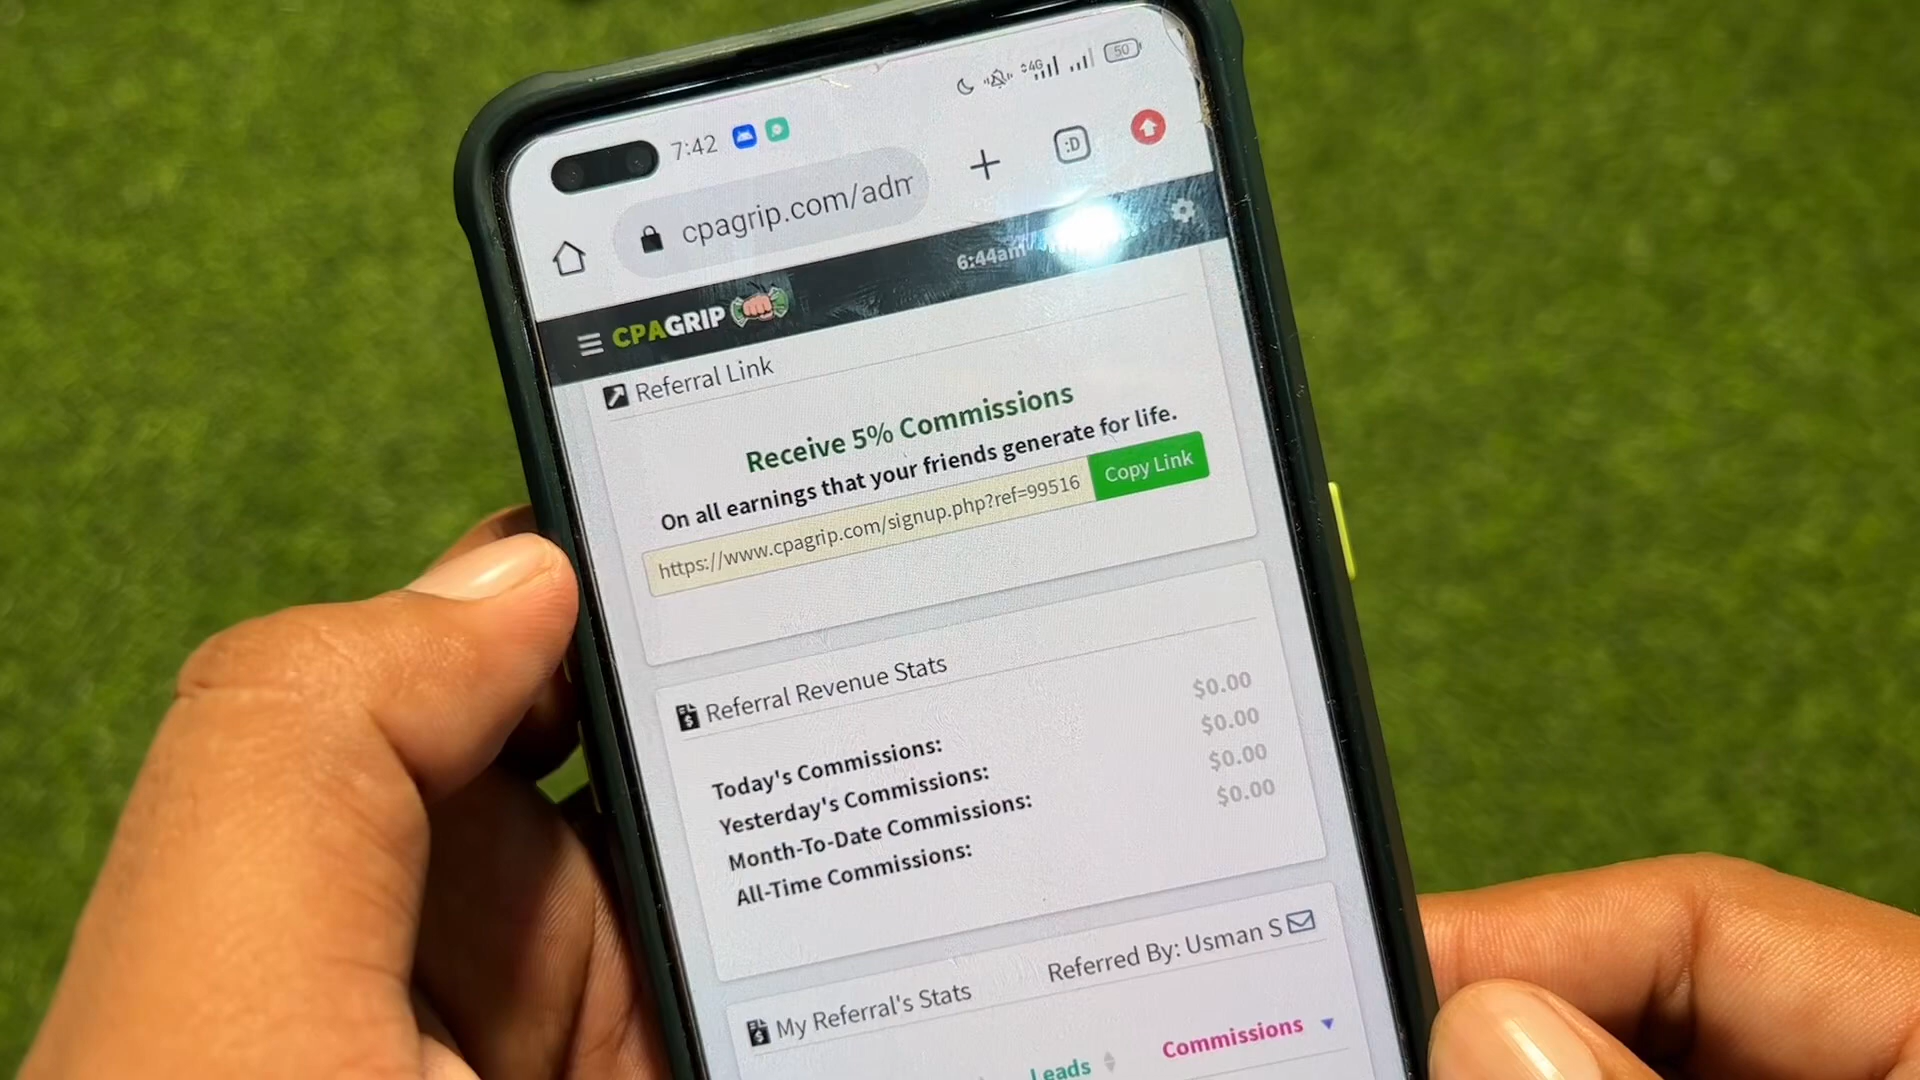 7:42
4G
50
cpagrip.com/adm
:D
6:44am
CPAGRIP
Referral Link
Receive 5% Commissions
On all earnings that your friends generate for life.
https://www.cpagrip.com/signup.php?ref=99516
Copy Link
Referral Revenue Stats
Today's Commissions: $0.00
Yesterday's Commissions: $0.00
Month-To-Date Commissions: $0.00
All-Time Commissions: $0.00
Referred By: Usman S
My Referral's Stats
Leads Commissions